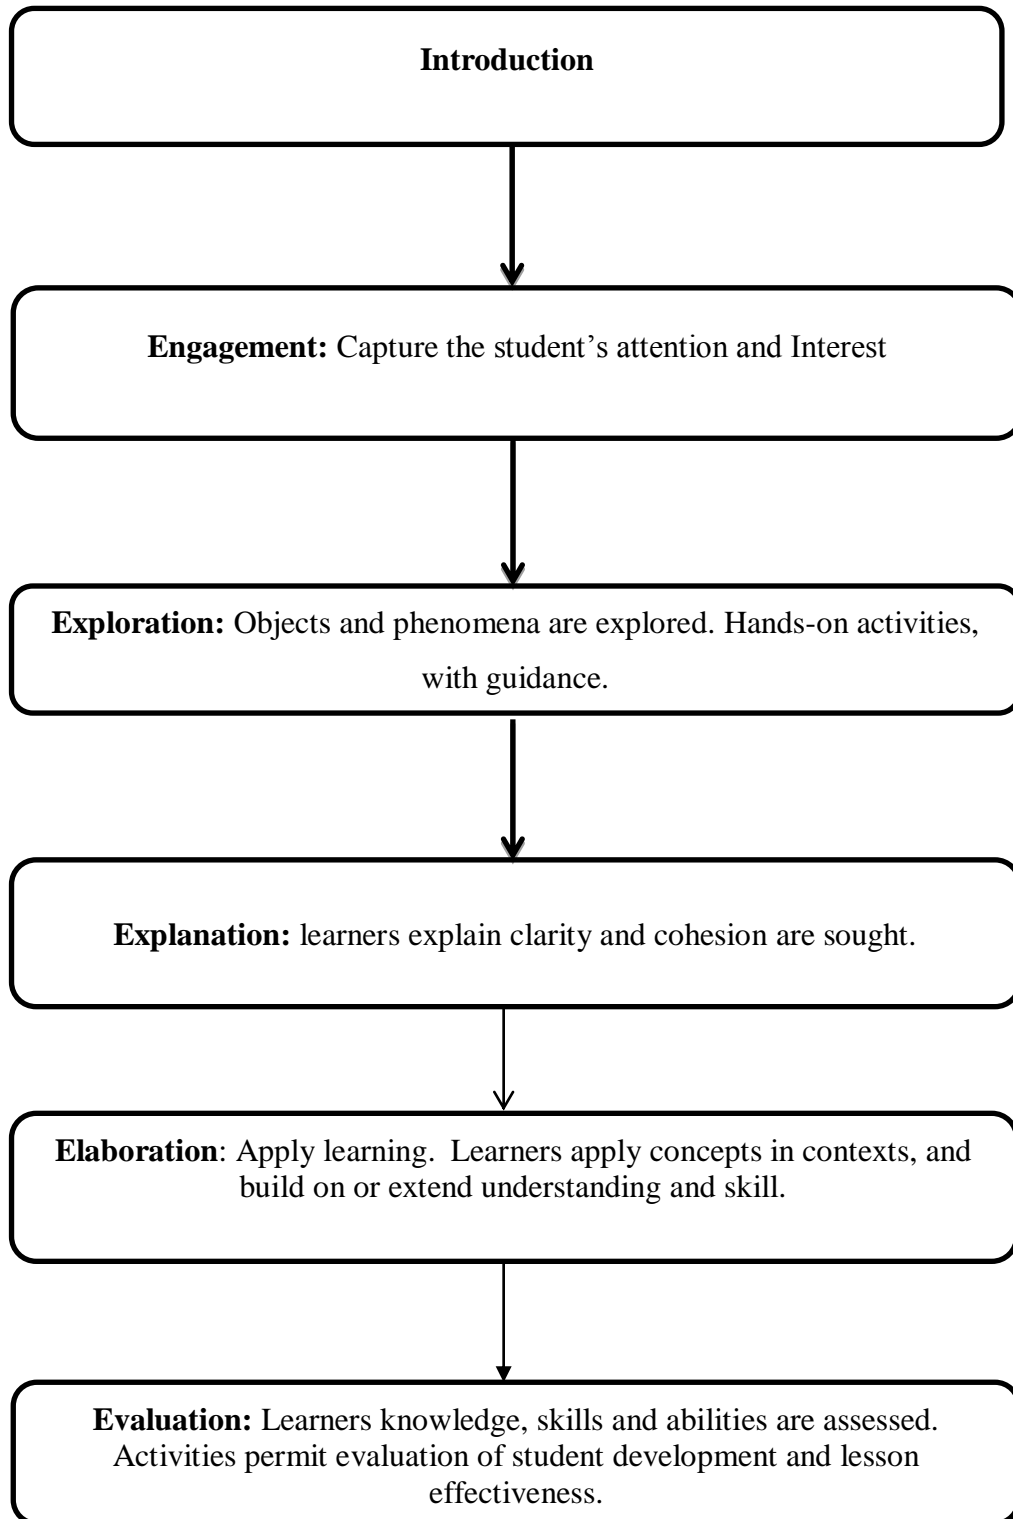 Introduction
Engagement: Capture the student’s attention and Interest
Exploration: Objects and phenomena are explored. Hands-on activities,
with guidance.
Explanation: learners explain clarity and cohesion are sought.
Elaboration: Apply learning.  Learners apply concepts in contexts, and
build on or extend understanding and skill.
Evaluation: Learners knowledge, skills and abilities are assessed.
Activities permit evaluation of student development and lesson
effectiveness.